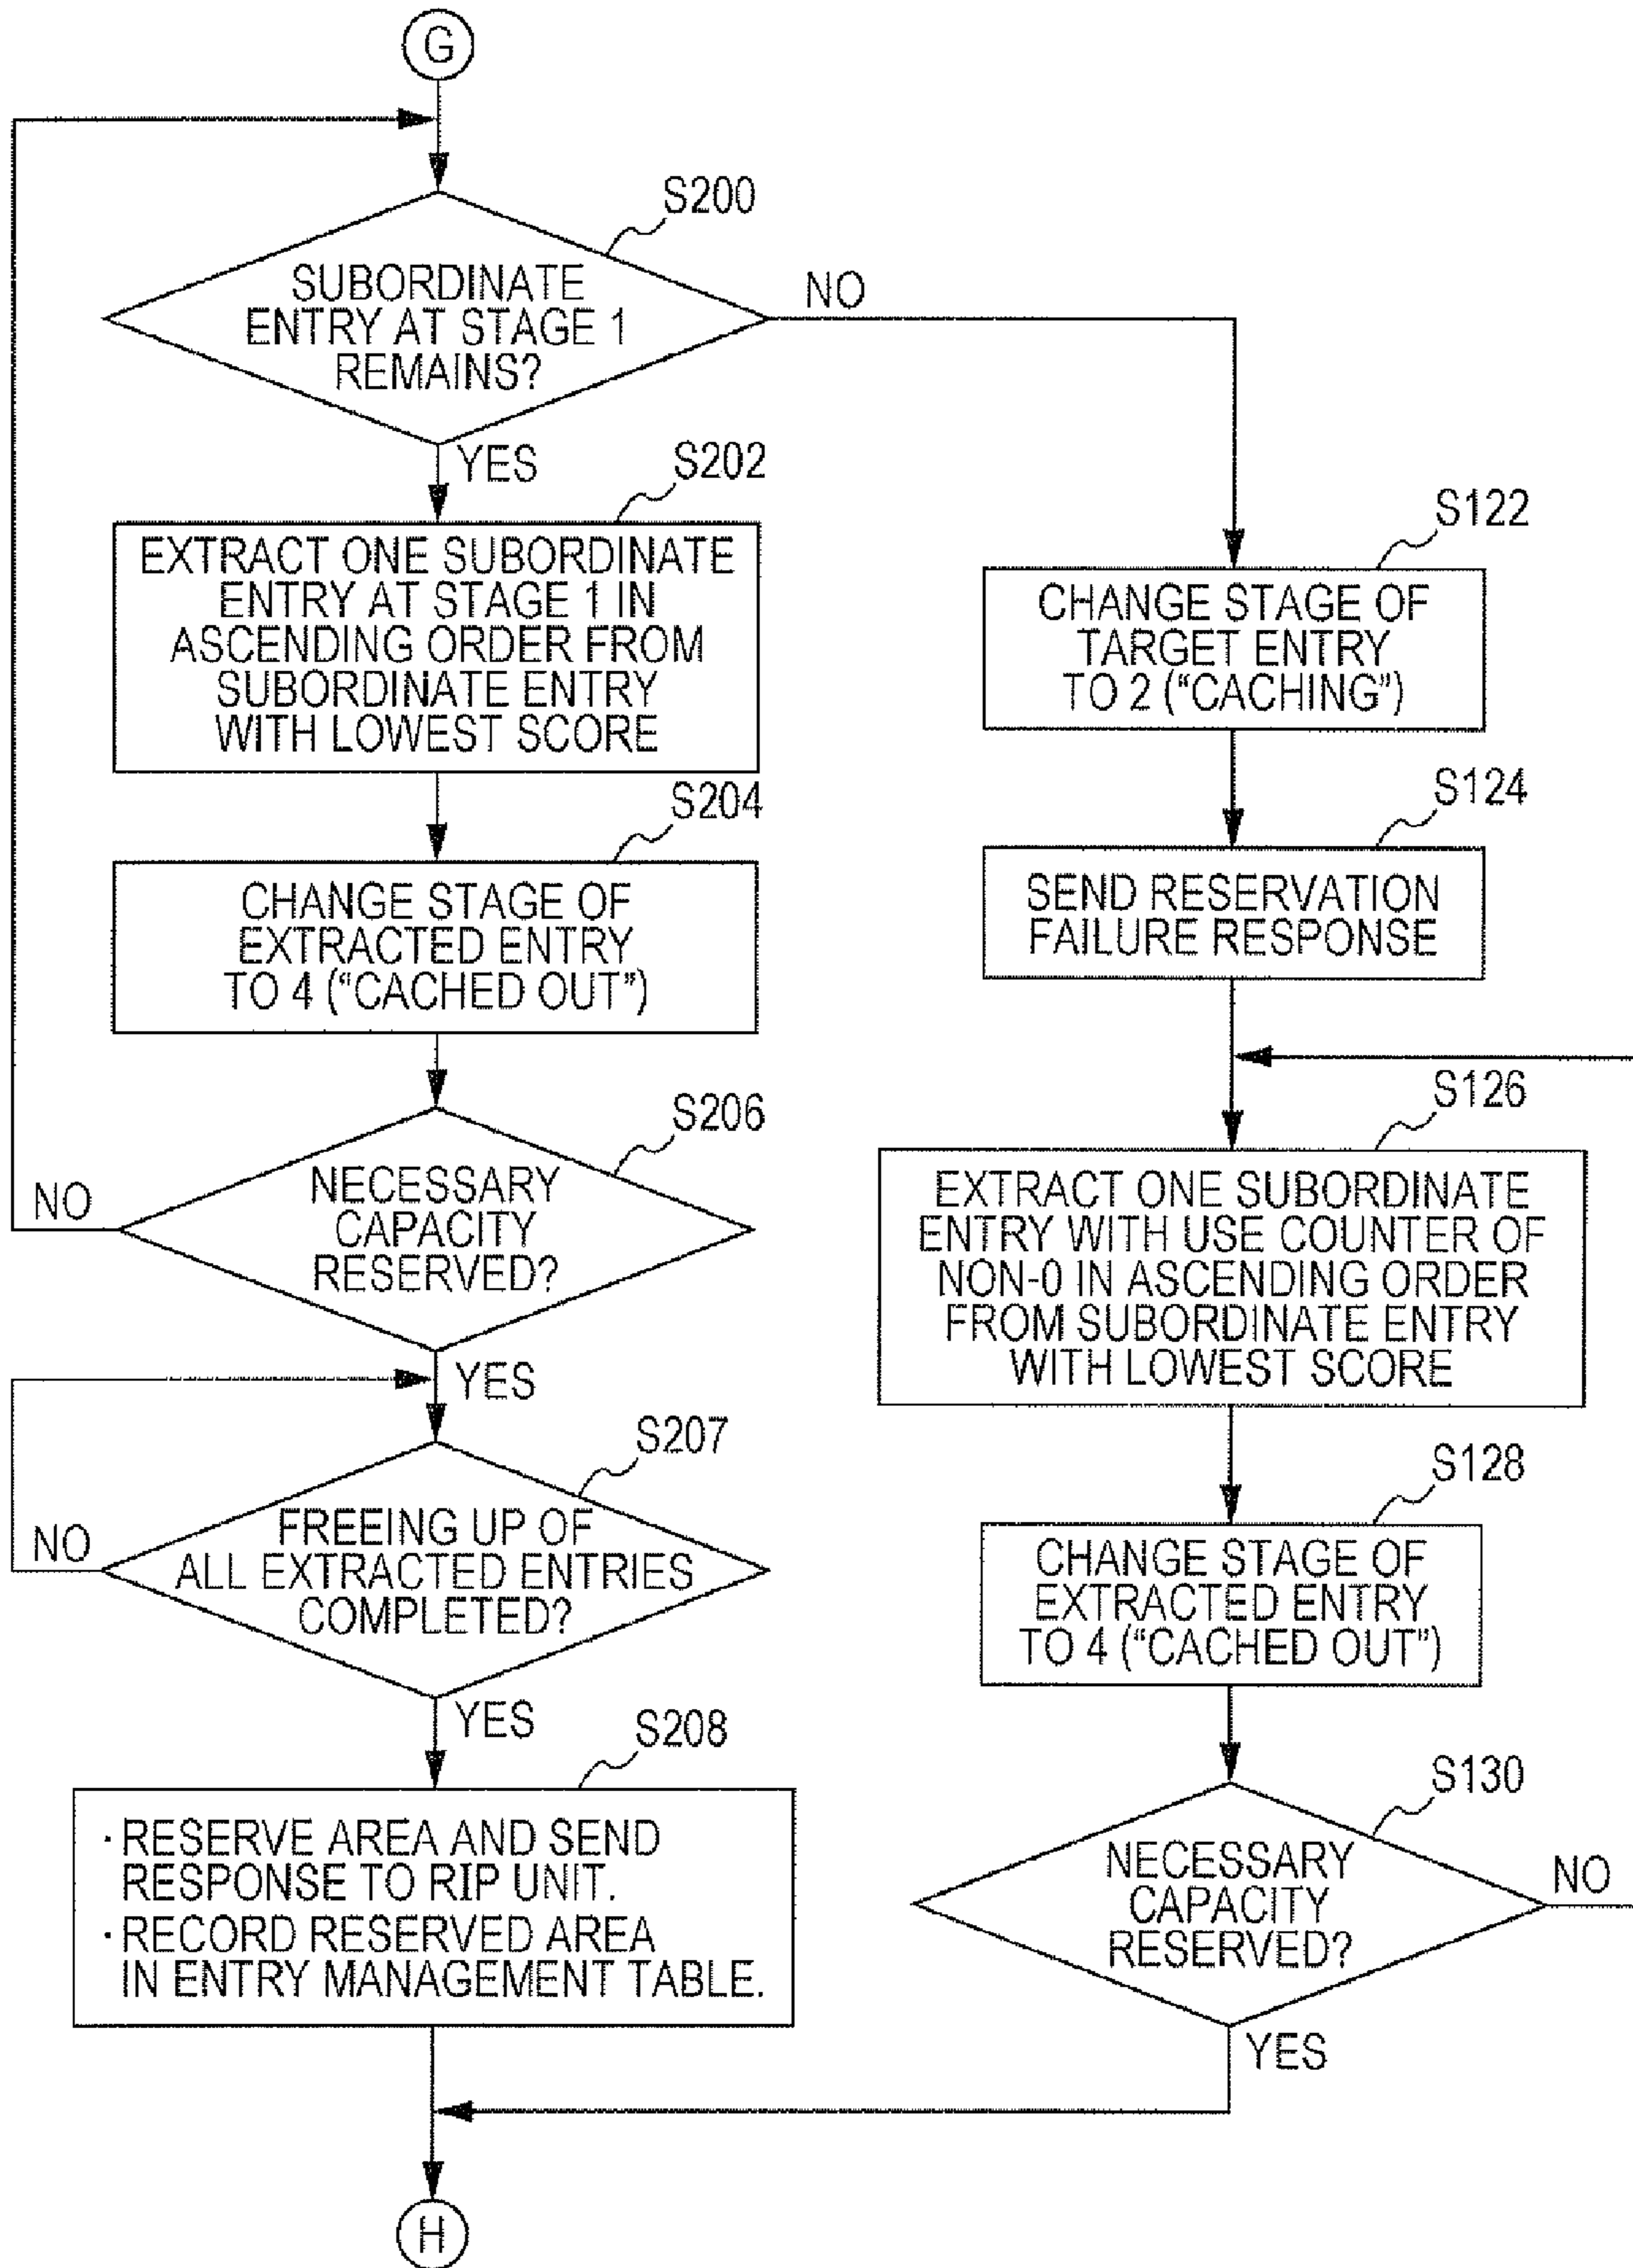 G
S200
SUBORDINATE
ENTRY AT STAGE 1
REMAINS?
NO
YES
S202
EXTRACT ONE SUBORDINATE
ENTRY AT STAGE 1 IN
ASCENDING ORDER FROM
SUBORDINATE ENTRY
WITH LOWEST SCORE
S204
CHANGE STAGE OF
EXTRACTED ENTRY
TO 4 (“CACHED OUT”)
S206
NECESSARY
CAPACITY
RESERVED?
NO
YES
S207
FREEING UP OF
ALL EXTRACTED ENTRIES
COMPLETED?
NO
YES
S208
· RESERVE AREA AND SEND
RESPONSE TO RIP UNIT.
· RECORD RESERVED AREA
IN ENTRY MANAGEMENT TABLE.
S122
CHANGE STAGE OF
TARGET ENTRY
TO 2 (“CACHING”)
S124
SEND RESERVATION
FAILURE RESPONSE
S126
EXTRACT ONE SUBORDINATE
ENTRY WITH USE COUNTER OF
NON-0 IN ASCENDING ORDER
FROM SUBORDINATE ENTRY
WITH LOWEST SCORE
S128
CHANGE STAGE OF
EXTRACTED ENTRY
TO 4 (“CACHED OUT”)
S130
NECESSARY
CAPACITY
RESERVED?
NO
YES
H